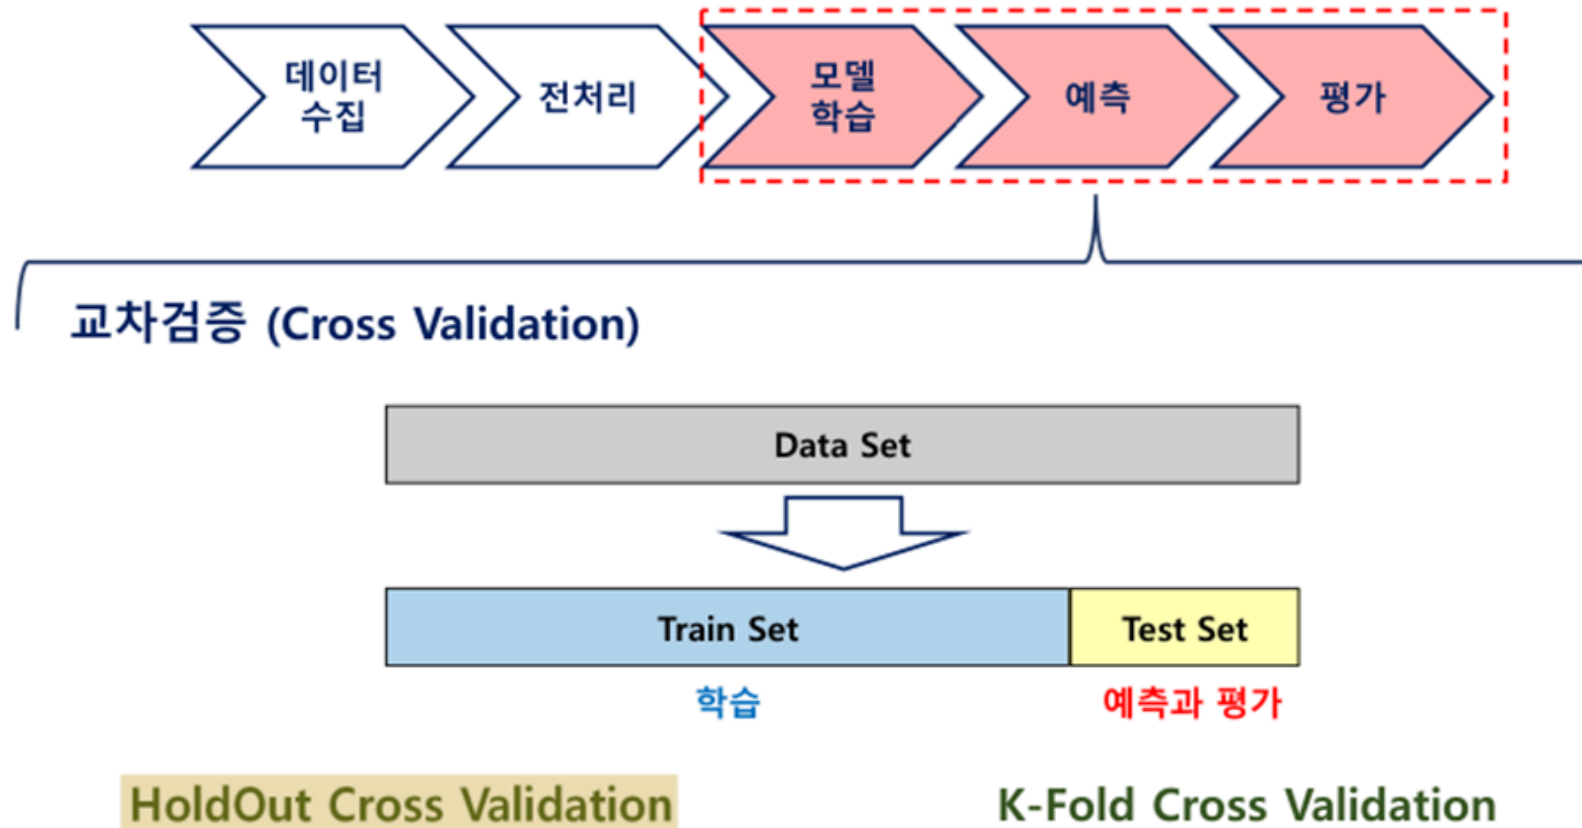 데이터
수집
전처리
모델
학습
예측
평가
교차검증 (Cross Validation)
Data Set
Train Set
Test Set
학습
예측과 평가
HoldOut Cross Validation
K-Fold Cross Validation